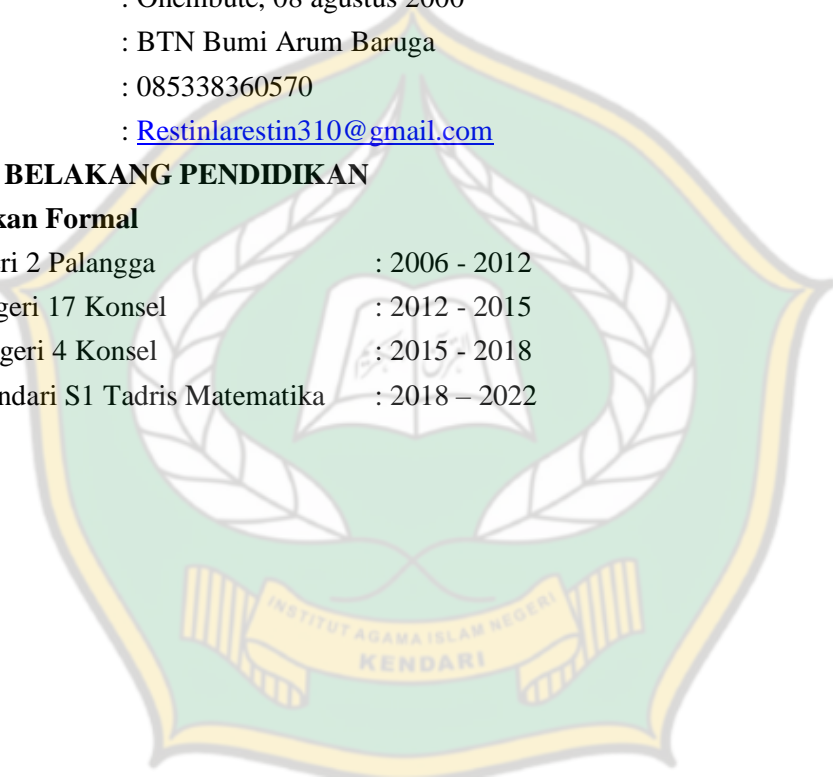 : Onembute, 08 agustus 2000
: BTN Bumi Arum Baruga
: 085338360570
: Restinlarestin310@gmail.com
BELAKANG PENDIDIKAN
kan Formal
ri 2 Palangga : 2006 - 2012
geri 17 Konsel : 2012 - 2015
geri 4 Konsel : 2015 - 2018
ndari S1 Tadris Matematika : 2018 – 2022
INSTITUT AGAMA ISLAM NEGERI
KENDARI